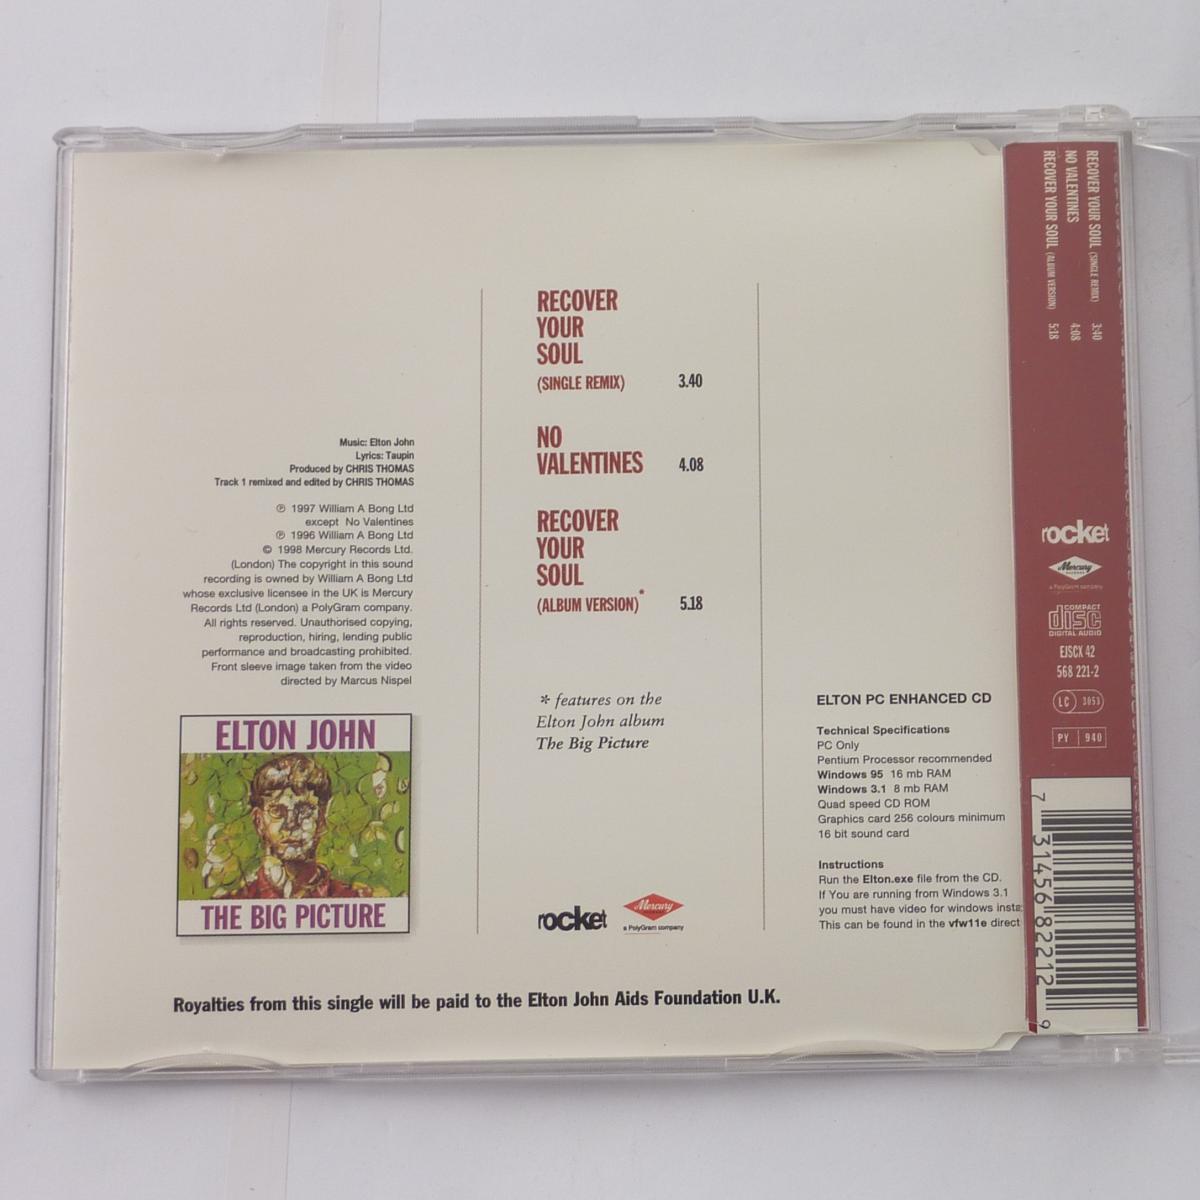 Music: Elton John
Lyrics: Taupin
Produced by CHRIS THOMAS
Track 1 remixed and edited by CHRIS THOMAS
℗ 1997 William A Bong Ltd
except No Valentines
℗ 1996 William A Bong Ltd
© 1998 Mercury Records Ltd.
(London) The copyright in this sound
recording is owned by William A Bong Ltd
whose exclusive licensee in the UK is Mercury
Records Ltd (London) a PolyGram company.
All rights reserved. Unauthorised copying,
reproduction, hiring, lending public
performance and broadcasting prohibited.
Front sleeve image taken from the video
directed by Marcus Nispel
ELTON JOHN
THE BIG PICTURE
RECOVER
YOUR
SOUL
(SINGLE REMIX) 3.40
NO
VALENTINES 4.08
RECOVER
YOUR
SOUL
(ALBUM VERSION)* 5.18
* features on the
Elton John album
The Big Picture
rocket
Mercury
a PolyGram company
ELTON PC ENHANCED CD
Technical Specifications
PC Only
Pentium Processor recommended
Windows 95 16 mb RAM
Windows 3.1 8 mb RAM
Quad speed CD ROM
Graphics card 256 colours minimum
16 bit sound card
Instructions
Run the Elton.exe file from the CD.
If You are running from Windows 3.1
you must have video for windows insta
This can be found in the vfw11e direct
Royalties from this single will be paid to the Elton John Aids Foundation U.K.
RECOVER YOUR SOUL (SINGLE REMIX) 3:40
NO VALENTINES 4:08
RECOVER YOUR SOUL (ALBUM VERSION) 5:18
rocket
Mercury
a PolyGram company
COMPACT
disc
DIGITAL AUDIO
EJSCX 42
568 221-2
LC 3053
PY 940
7 31456 82212 9